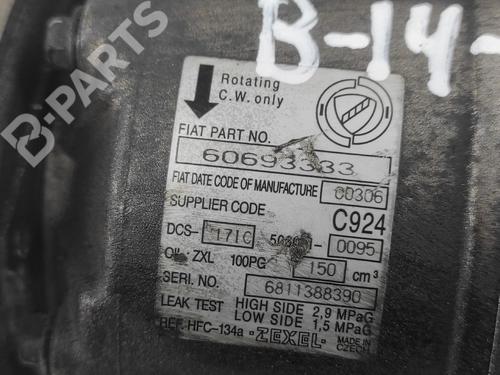 B-PARTS
B-14-
Rotating
C.W. only
FIAT PART NO.
60693333
FIAT DATE CODE OF MANUFACTURE 00306
SUPPLIER CODE C924
DCS- 17IC 0095
ZXL 100PG 150 cm³
SERI. NO. 6811388390
LEAK TEST HIGH SIDE 2,9 MPaG
LOW SIDE 1,5 MPaG
REF. HFC-134a ZEXEL MADE IN
CZECH